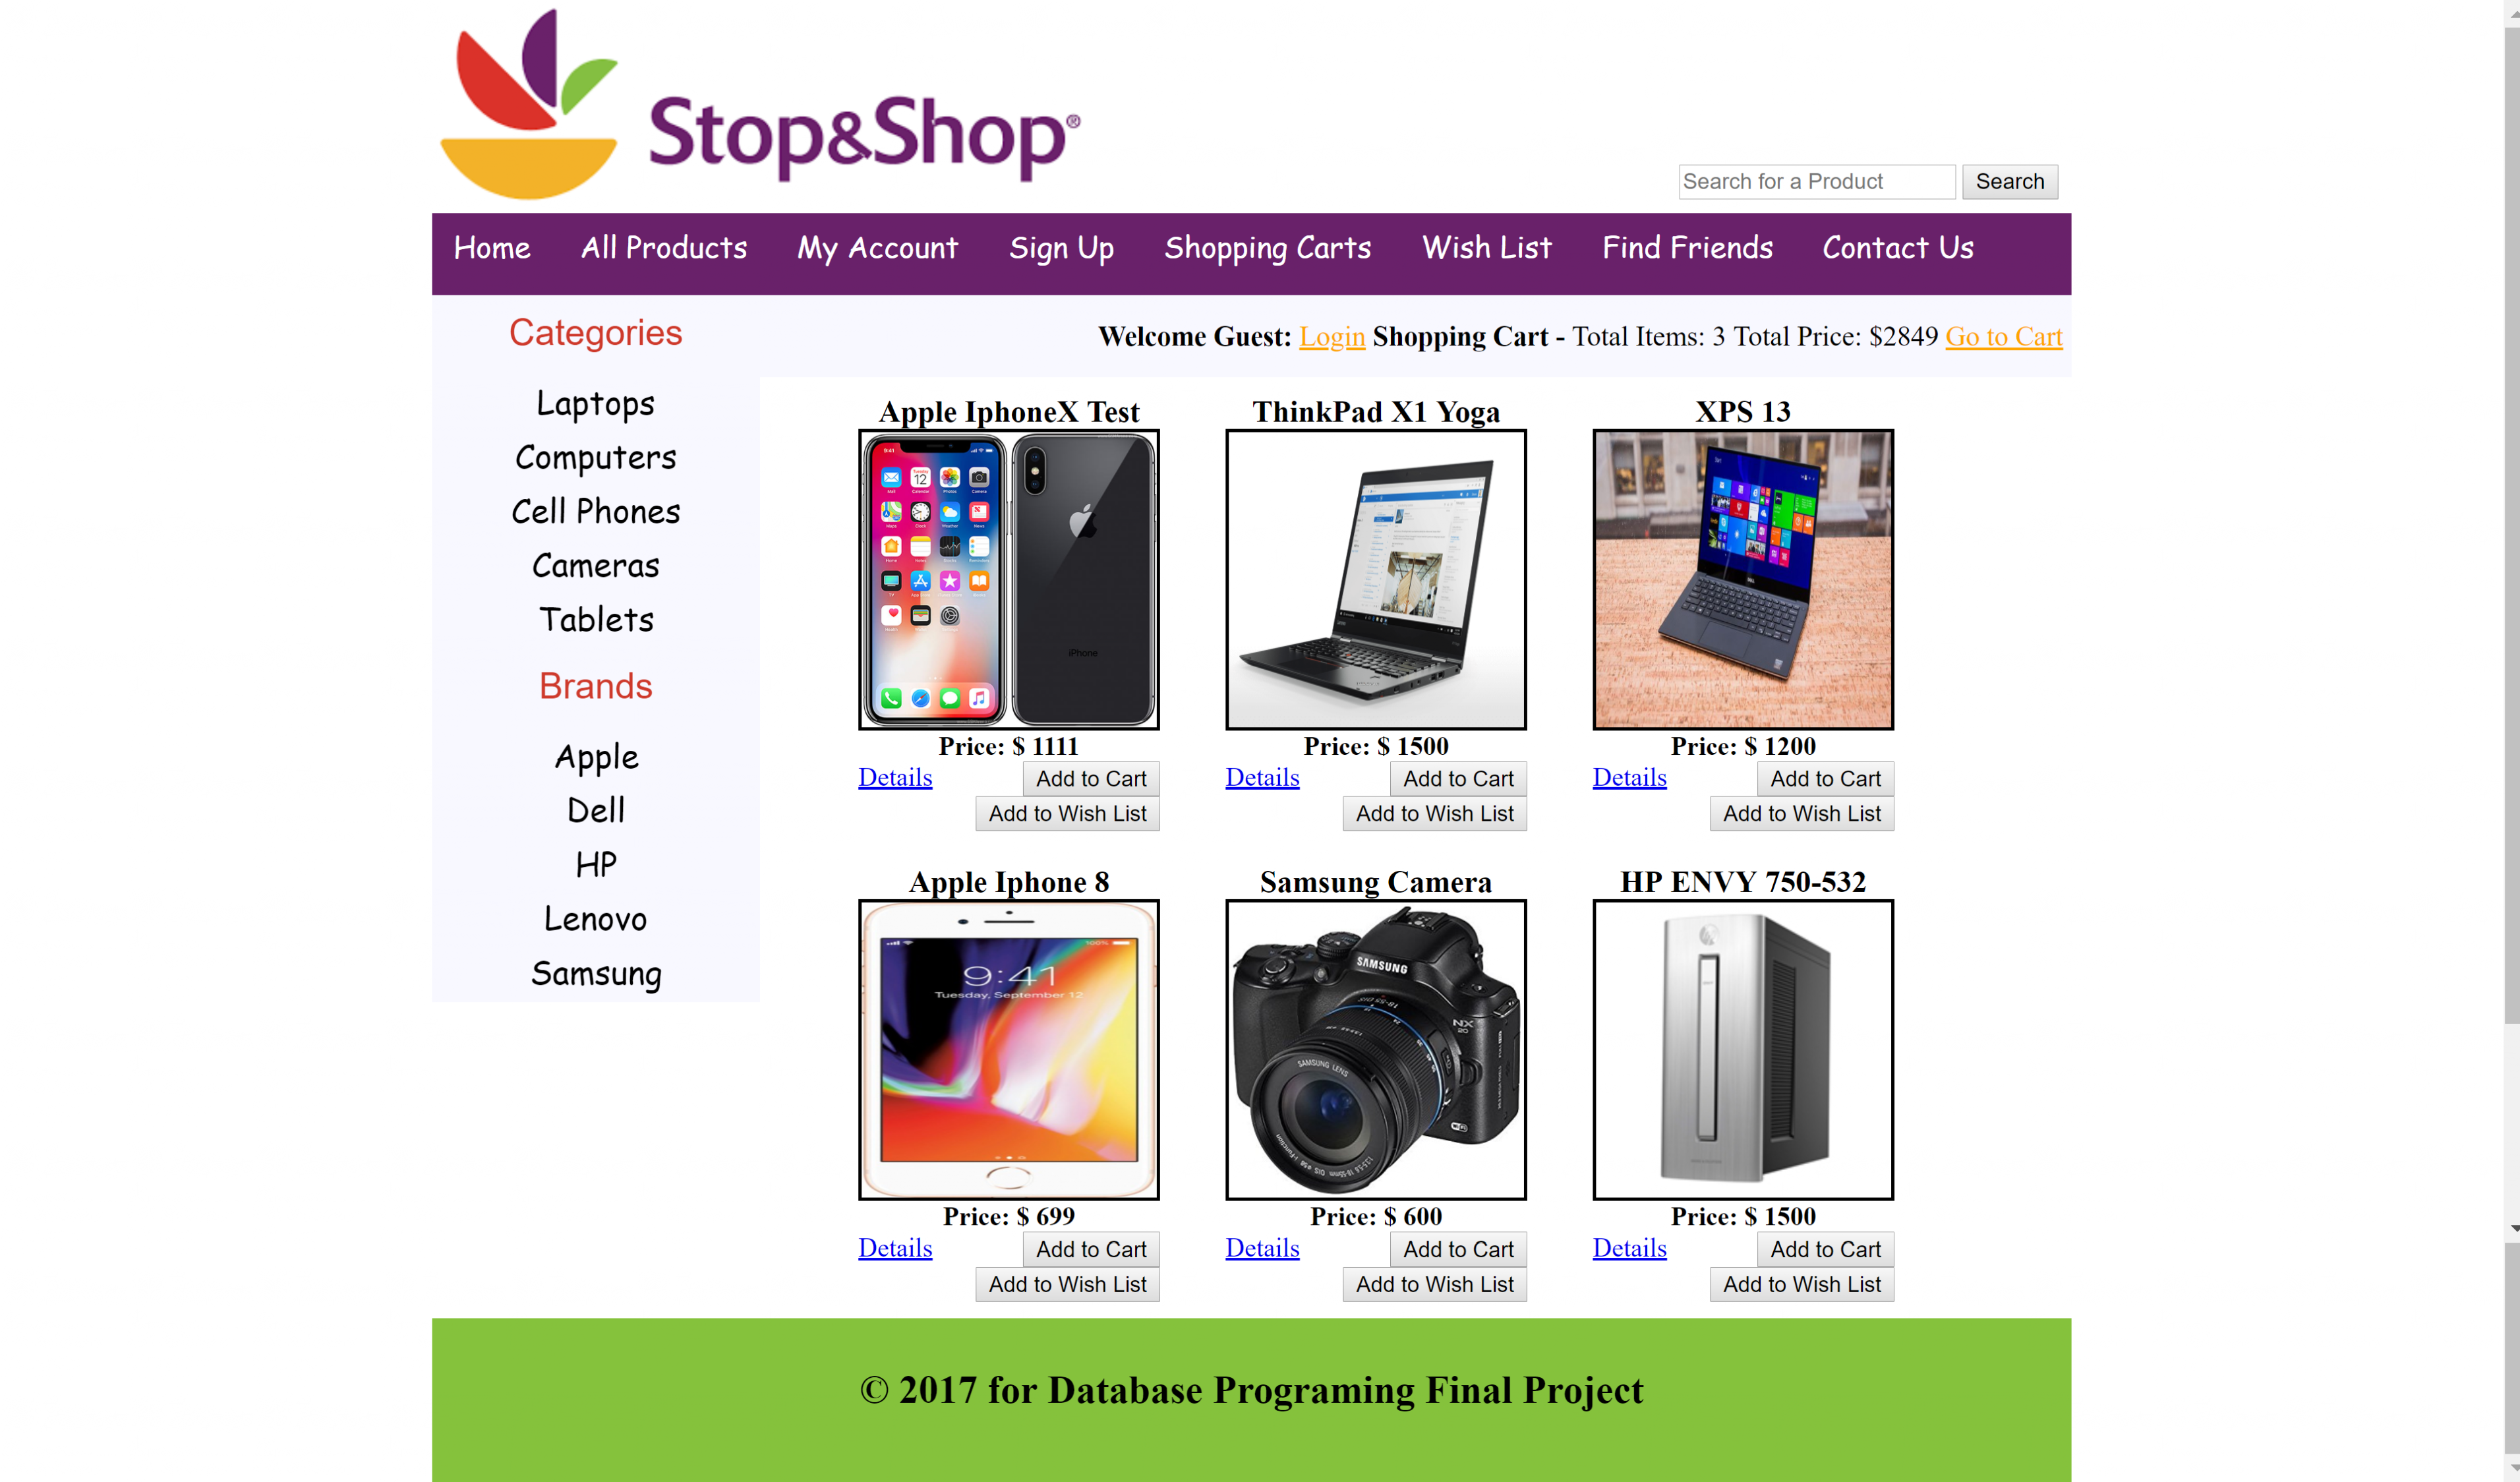 Stop&Shop®
Search for a Product Search
Home All Products My Account Sign Up Shopping Carts Wish List Find Friends Contact Us
Categories
Laptops
Computers
Cell Phones
Cameras
Tablets
Brands
Apple
Dell
HP
Lenovo
Samsung
Welcome Guest: Login Shopping Cart - Total Items: 3 Total Price: $2849 Go to Cart
Apple IphoneX Test
iPhone
Price: $ 1111
Details Add to Cart
Add to Wish List
ThinkPad X1 Yoga
Price: $ 1500
Details Add to Cart
Add to Wish List
XPS 13
Price: $ 1200
Details Add to Cart
Add to Wish List
Apple Iphone 8
9:41
Tuesday, September 12
Price: $ 699
Details Add to Cart
Add to Wish List
Samsung Camera
SAMSUNG
NX
20
SAMSUNG LENS
Price: $ 600
Details Add to Cart
Add to Wish List
HP ENVY 750-532
Price: $ 1500
Details Add to Cart
Add to Wish List
© 2017 for Database Programing Final Project